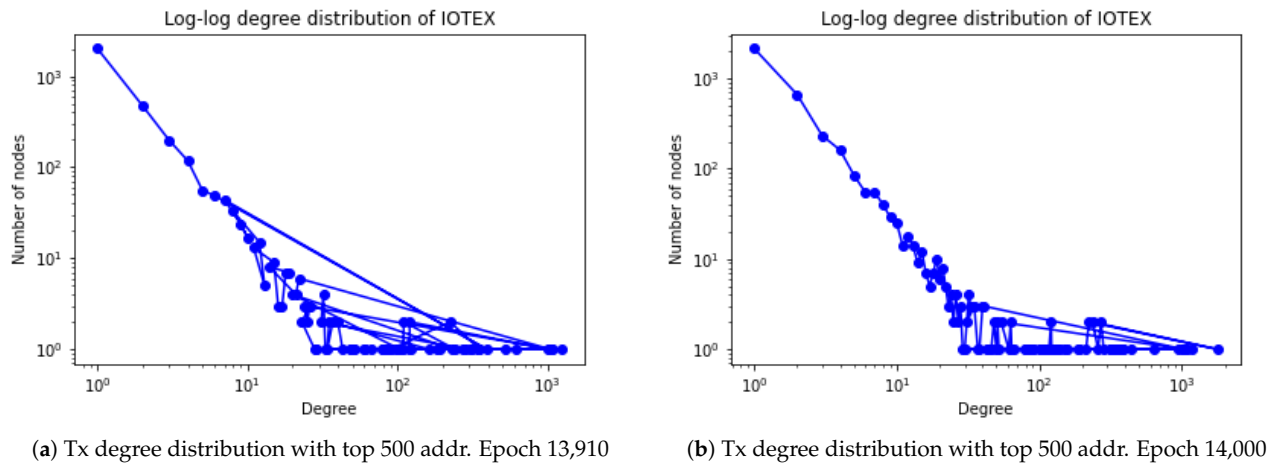 Log-log degree distribution of IOTEX
Number of nodes
10³
10²
10¹
10⁰
10⁰ 10¹ 10² 10³
Degree
(a) Tx degree distribution with top 500 addr. Epoch 13,910
Log-log degree distribution of IOTEX
Number of nodes
10³
10²
10¹
10⁰
10⁰ 10¹ 10² 10³
Degree
(b) Tx degree distribution with top 500 addr. Epoch 14,000